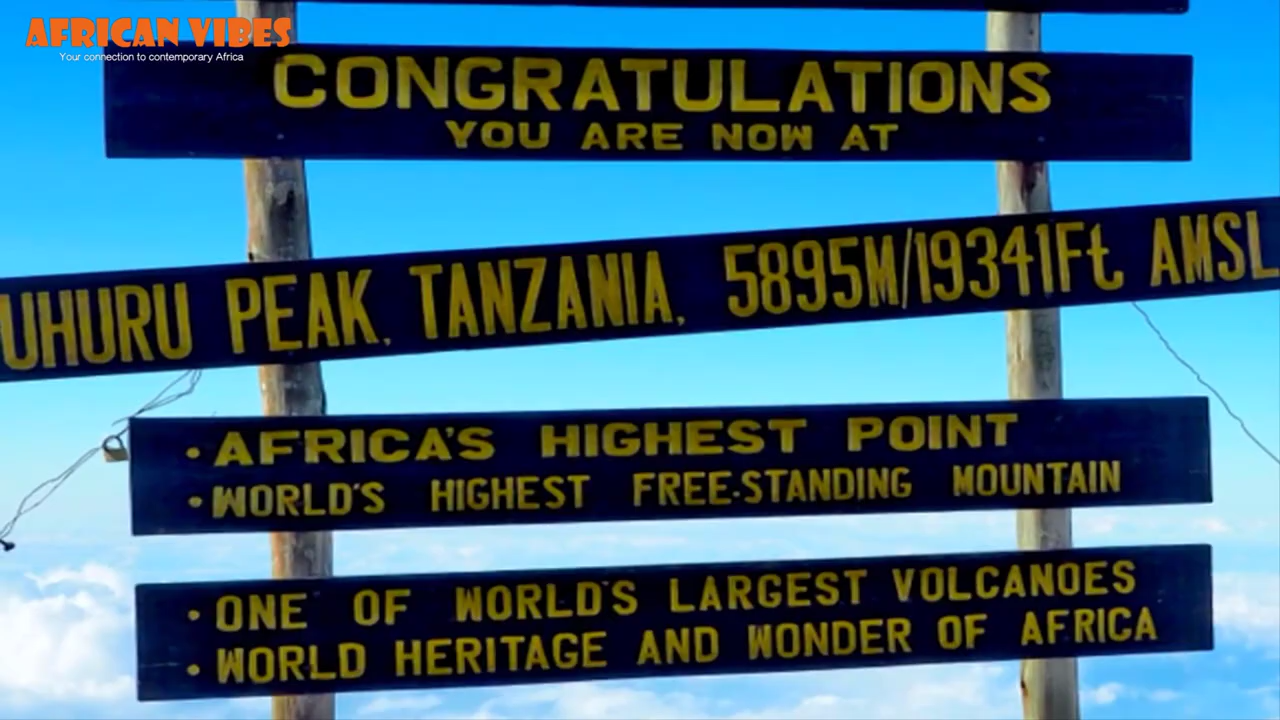 AFRICAN VIBES
Your connection to contemporary Africa
CONGRATULATIONS
YOU ARE NOW AT
UHURU PEAK, TANZANIA, 5895M/19341Ft AMSL
• AFRICA'S HIGHEST POINT
• WORLD'S HIGHEST FREE-STANDING MOUNTAIN
• ONE OF WORLD'S LARGEST VOLCANOES
• WORLD HERITAGE AND WONDER OF AFRICA